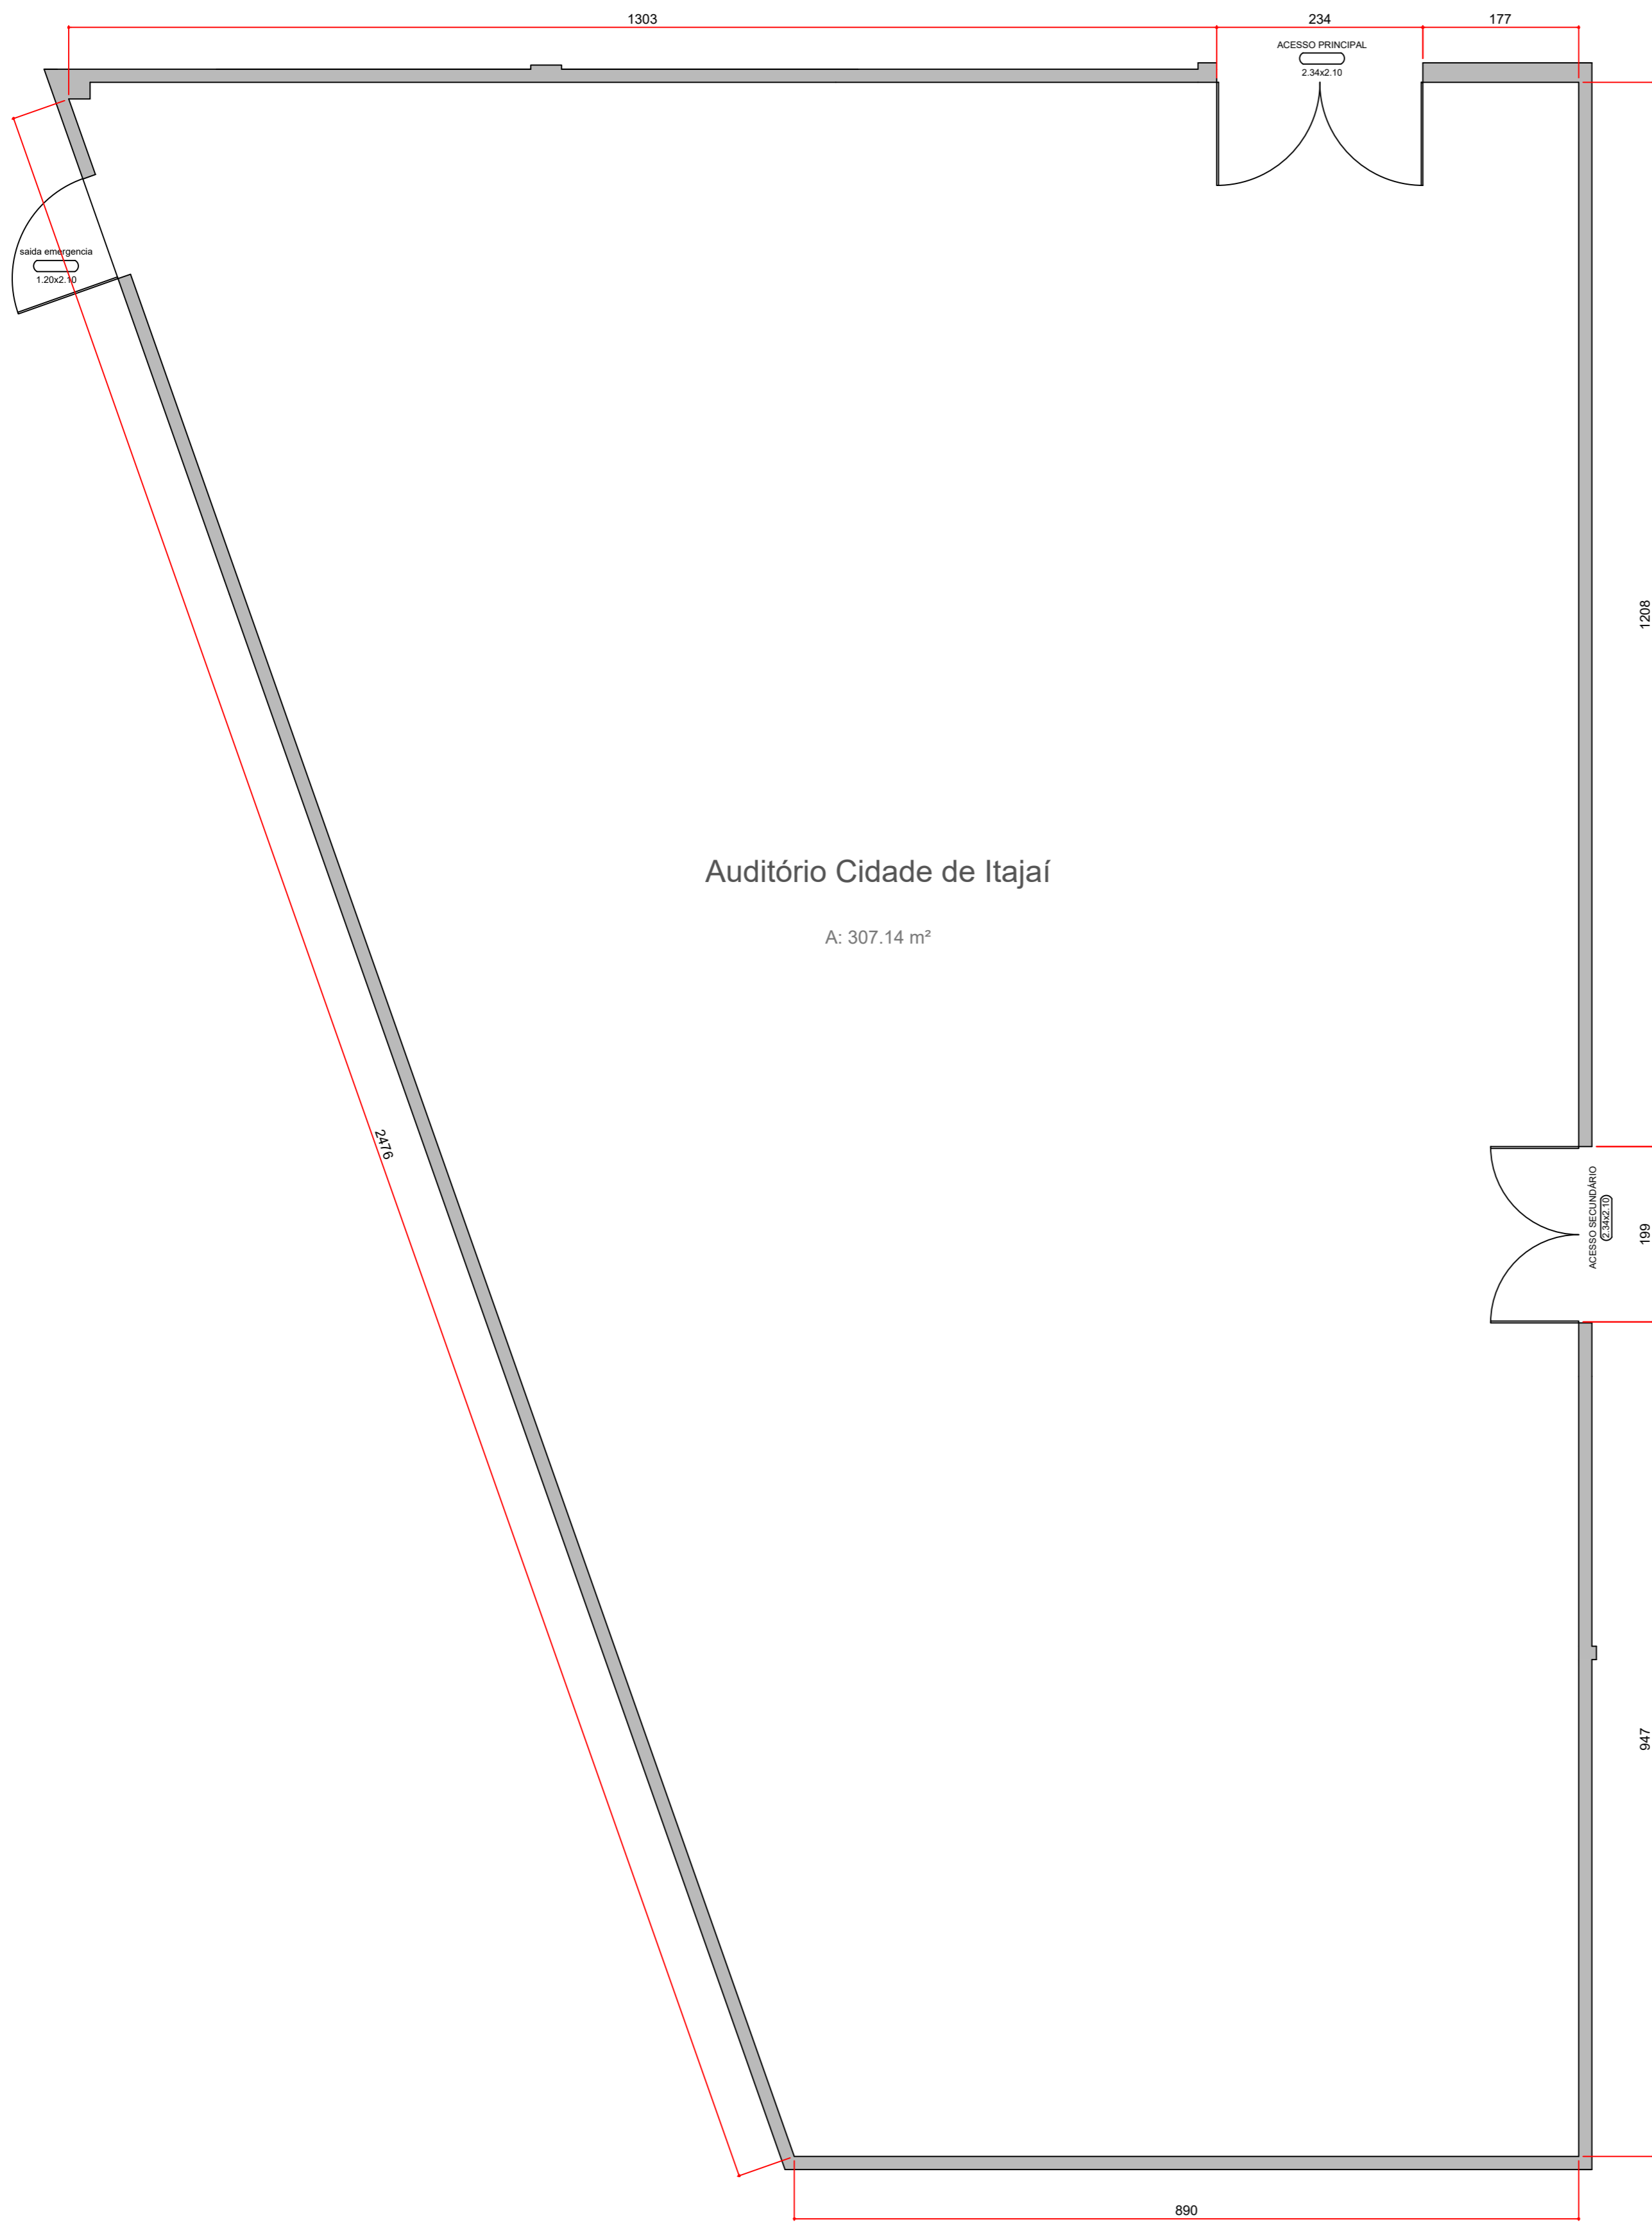 1303
234
177
ACESSO PRINCIPAL
2.34x2.10
saida emergencia
1.20x2.10
1208
Auditório Cidade de Itajaí
A: 307.14 m²
2476
ACESSO SECUNDÁRIO
2.34x2.10
199
947
890